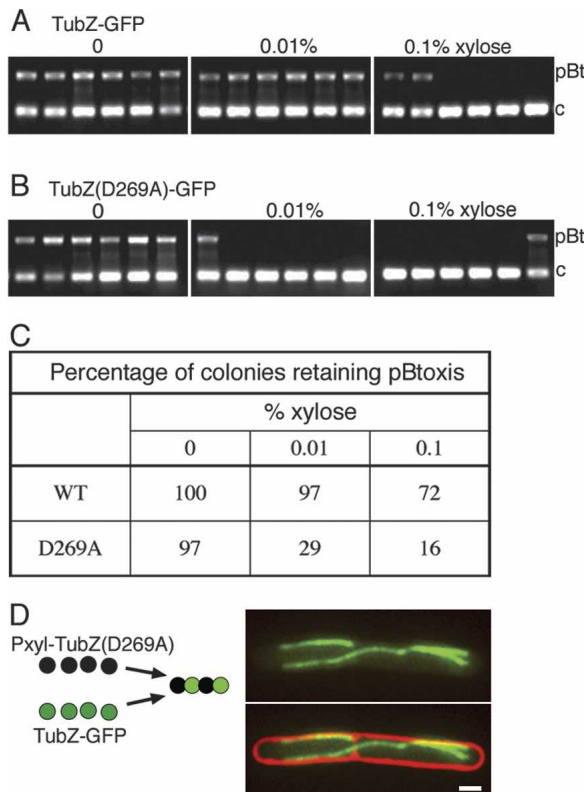 A
TubZ-GFP
0 0.01% 0.1% xylose
pBt
c
B
TubZ(D269A)-GFP
0 0.01% 0.1% xylose
pBt
c
C
Percentage of colonies retaining pBtoxis
% xylose
0 0.01 0.1
WT 100 97 72
D269A 97 29 16
D
Pxyl-TubZ(D269A)
TubZ-GFP